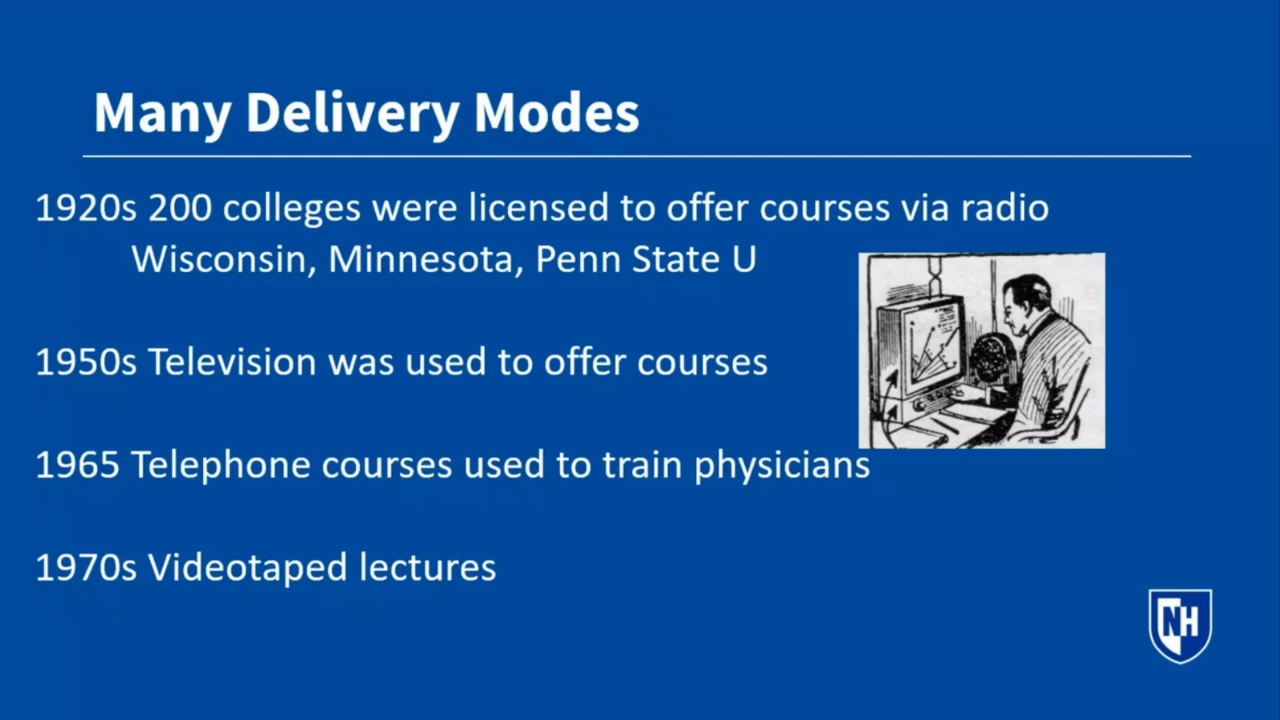 Many Delivery Modes
1920s 200 colleges were licensed to offer courses via radio
Wisconsin, Minnesota, Penn State U
1950s Television was used to offer courses
1965 Telephone courses used to train physicians
1970s Videotaped lectures
NH